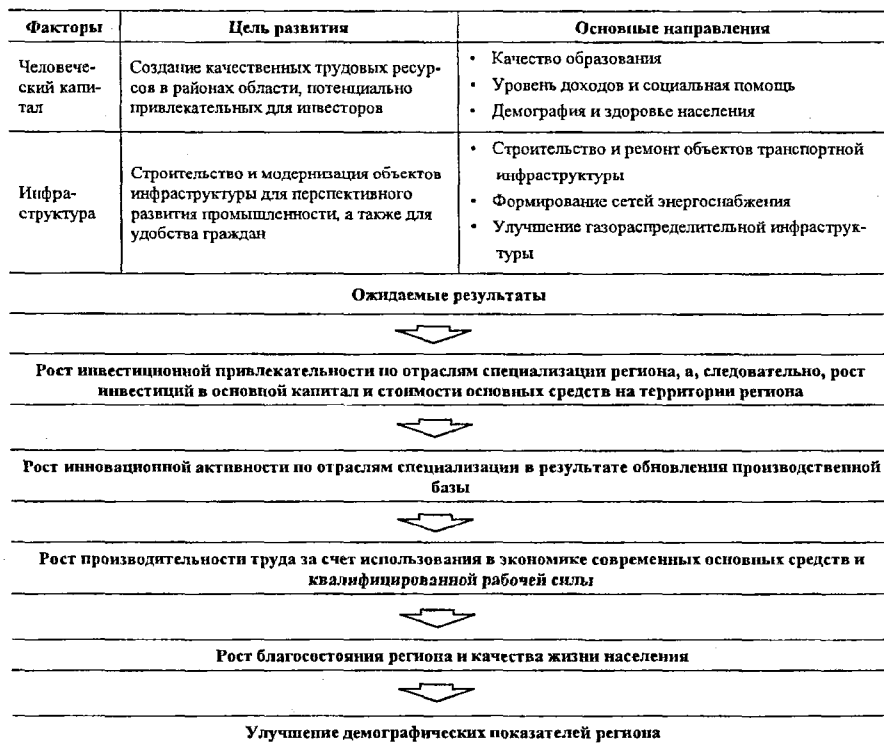 Факторы
Цель развития
Основные направления
Человече-
ский капи-
тал
Создание качественных трудовых ресур-
сов в районах области, потенциально
привлекательных для инвесторов
• Качество образования
• Уровень доходов и социальная помощь
• Демография и здоровье населения
Инфра-
структура
Строительство и модернизация объектов
инфраструктуры для перспективного
развития промышленности, а также для
удобства граждан
• Строительство и ремонт объектов транспортной
инфраструктуры
• Формирование сетей энергоснабжения
• Улучшение газораспределительной инфраструк-
туры
Ожидаемые результаты
Рост инвестиционной привлекательности по отраслям специализации региона, а, следовательно, рост
инвестиций в основной капитал и стоимости основных средств на территории региона
Рост инновационной активности по отраслям специализации в результате обновления производственной
базы
Рост производительности труда за счет использования в экономике современных основных средств и
квалифицированной рабочей силы
Рост благосостояния региона и качества жизни населения
Улучшение демографических показателей региона